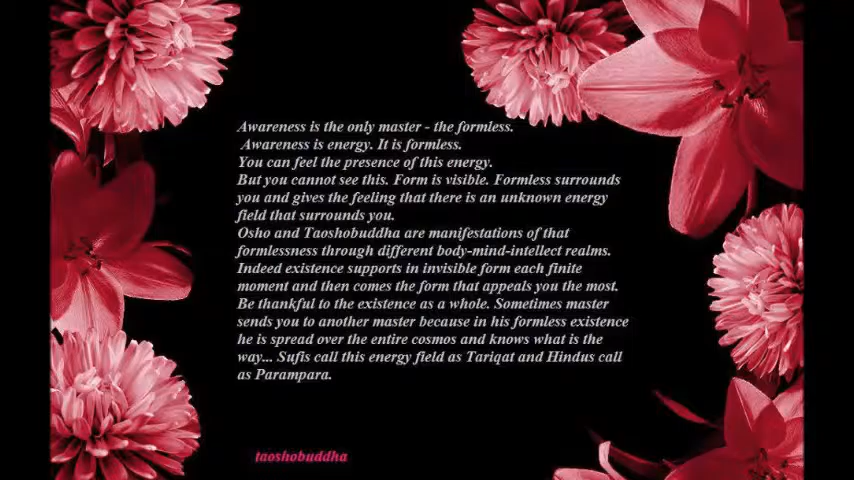 Awareness is the only master - the formless.
Awareness is energy. It is formless.
You can feel the presence of this energy.
But you cannot see this. Form is visible. Formless surrounds
you and gives the feeling that there is an unknown energy
field that surrounds you.
Osho and Taoshobuddha are manifestations of that
formlessness through different body-mind-intellect realms.
Indeed existence supports in invisible form each finite
moment and then comes the form that appeals you the most.
Be thankful to the existence as a whole. Sometimes master
sends you to another master because in his formless existence
he is spread over the entire cosmos and knows what is the
way... Sufis call this energy field as Tariqat and Hindus call
as Parampara.
taoshobuddha